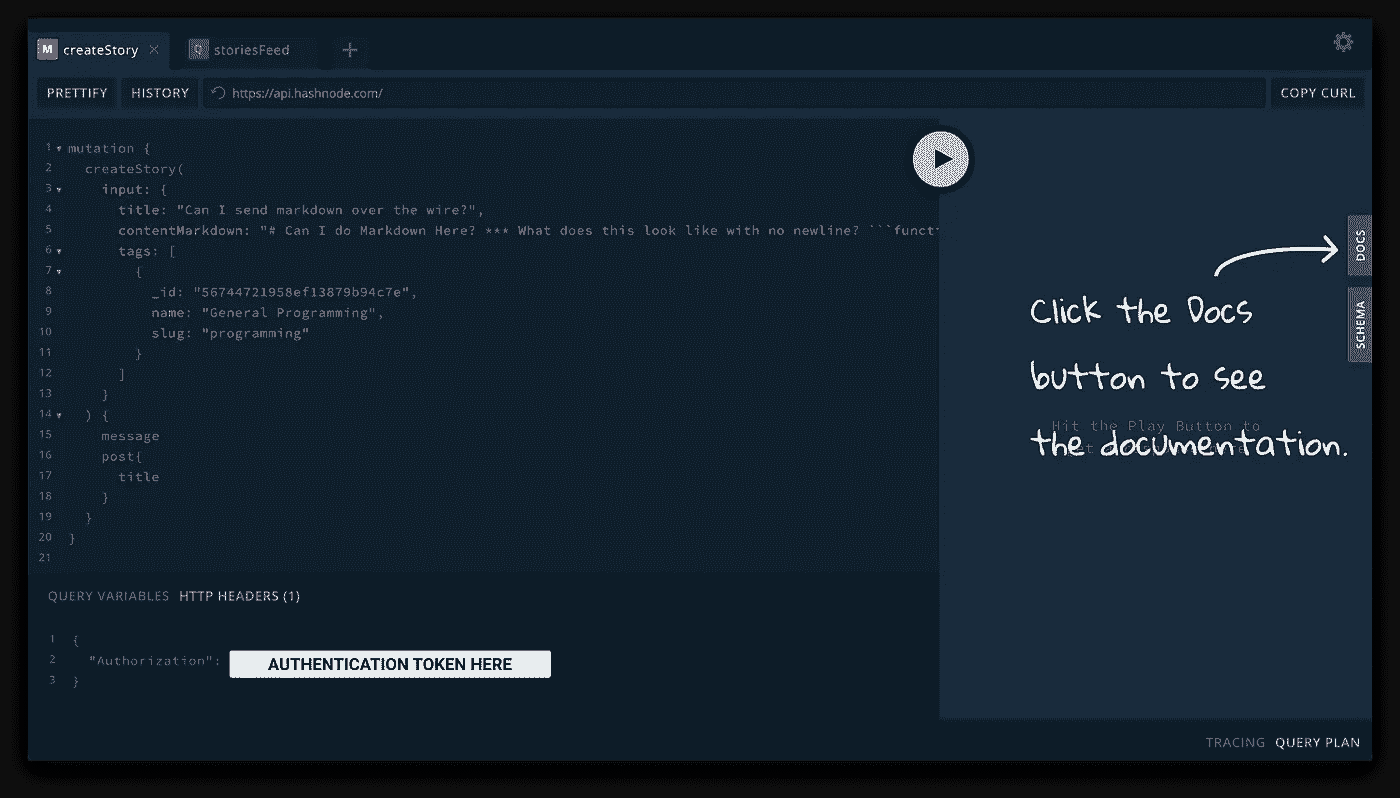 M createStory ×
Q storiesFeed
PRETTIFY HISTORY https://api.hashnode.com/ COPY CURL
1 mutation {
2 createStory(
3 input: {
4 title: "Can I send markdown over the wire?",
5 contentMarkdown: "# Can I do Markdown Here? *** What does this look like with no newline? ```funct
6 tags: [
7 {
8 _id: "56744721958ef13879b94c7e",
9 name: "General Programming",
10 slug: "programming"
11 }
12 ]
13 }
14 ) {
15 message
16 post{
17 title
18 }
19 }
20 }
21
DOCS
SCHEMA
Click the Docs
button to see
the documentation.
Hit the Play Button to
QUERY VARIABLES HTTP HEADERS (1)
1 {
2 "Authorization": AUTHENTICATION TOKEN HERE
3 }
TRACING QUERY PLAN